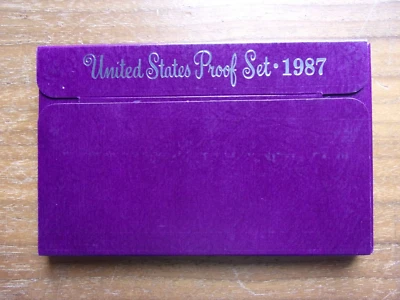 United States Proof Set · 1987